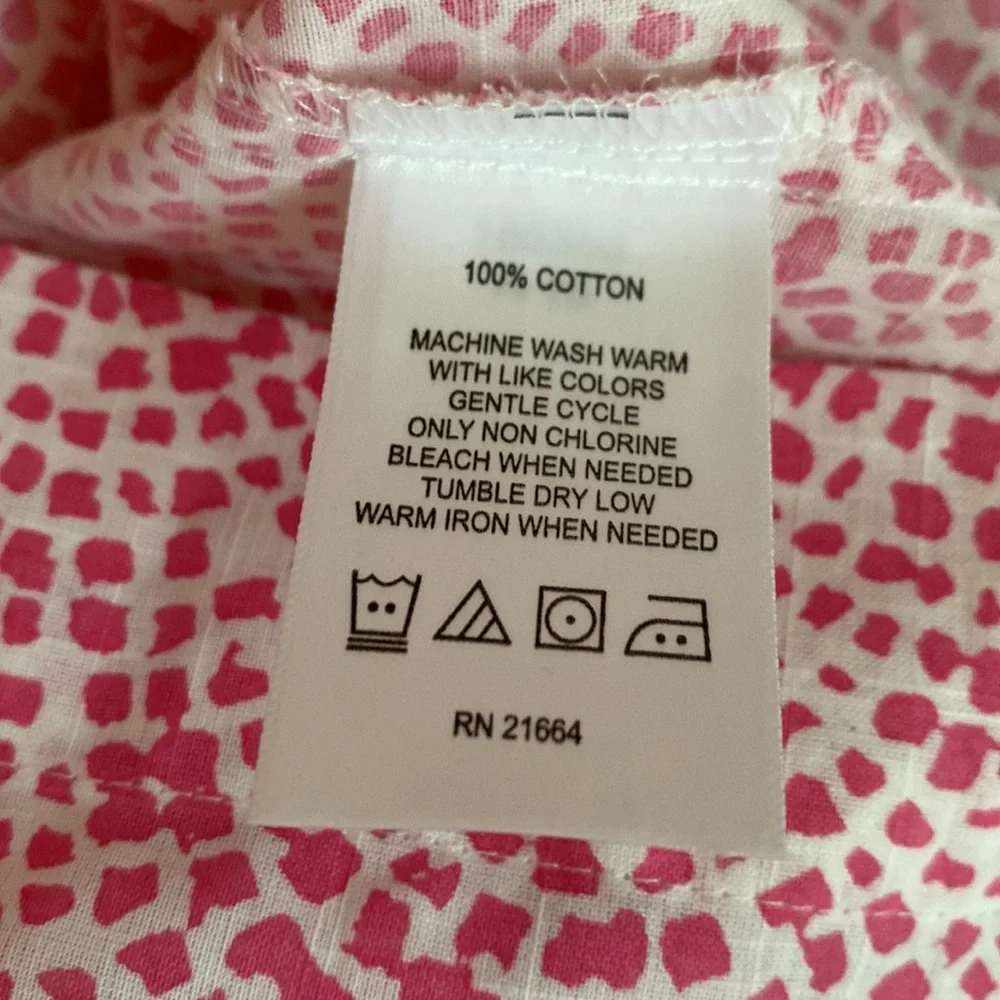 100% COTTON
MACHINE WASH WARM
WITH LIKE COLORS
GENTLE CYCLE
ONLY NON CHLORINE
BLEACH WHEN NEEDED
TUMBLE DRY LOW
WARM IRON WHEN NEEDED
RN 21664